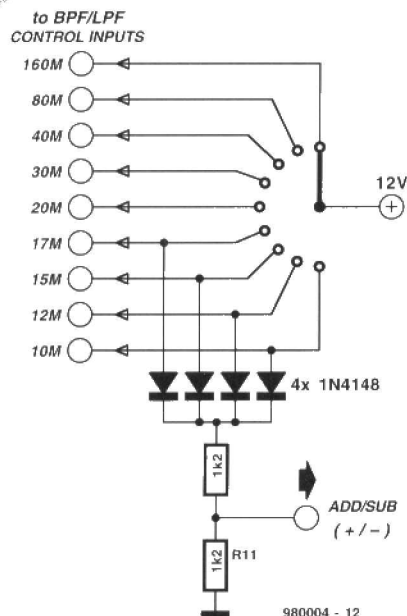 to BPF/LPF
CONTROL INPUTS
160M
80M
40M
30M
20M
12V
+
17M
15M
12M
10M
4x 1N4148
1k2
ADD/SUB
(+/−)
1k2
R11
980004 - 12